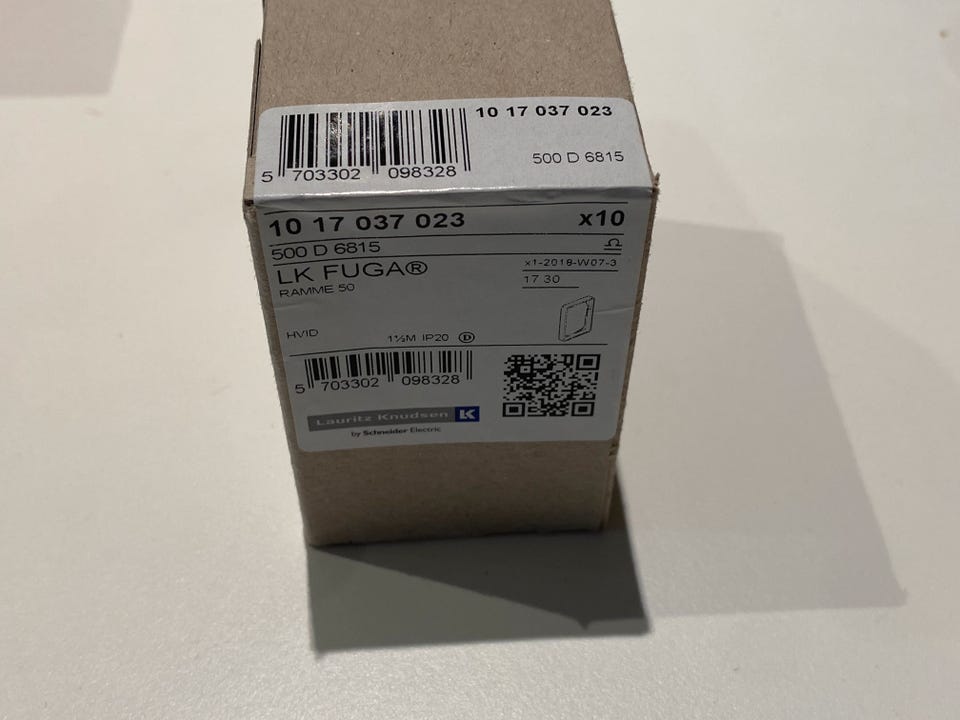 10 17 037 023
500 D 6815
5 703302 098328
10 17 037 023 x10
500 D 6815
LK FUGA®
x1-2018-W07-3
RAMME 50
17 30
HVID 1½M IP20 D
5 703302 098328
Lauritz Knudsen LK
by Schneider Electric